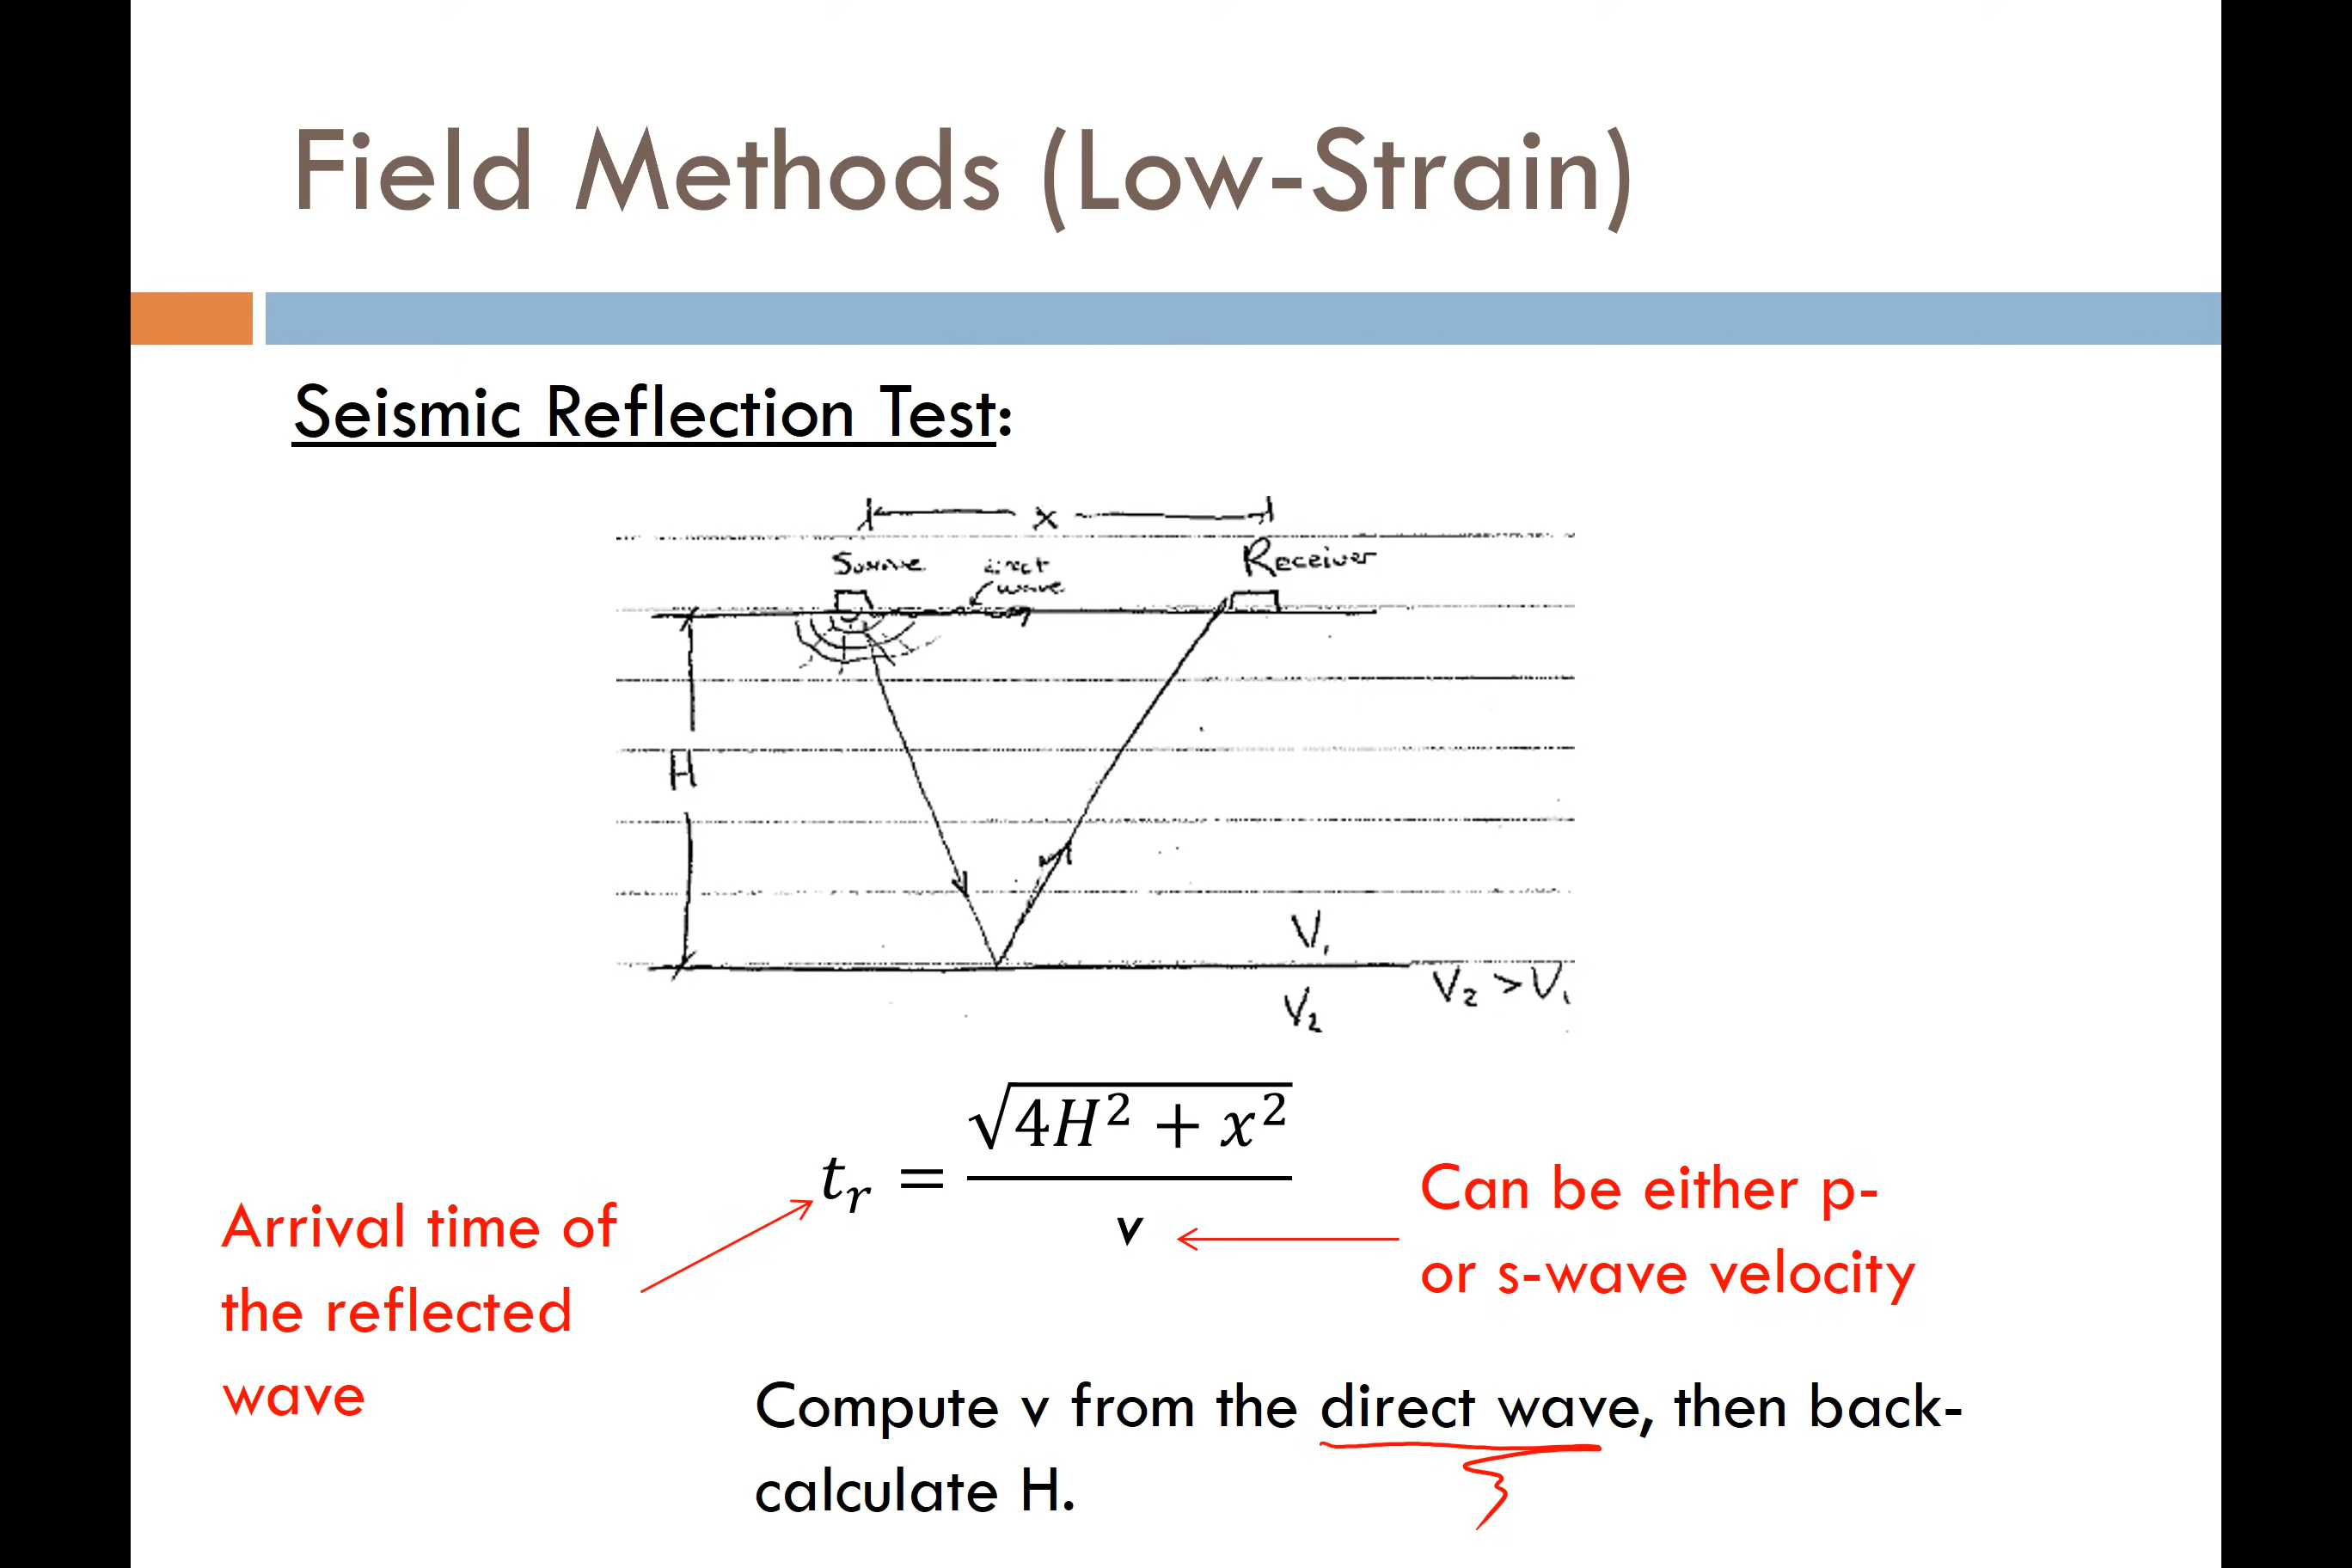 Field Methods (Low-Strain)
Seismic Reflection Test:
x
Source
Receiver
direct
wave
H
V₁
V₂ > V₁
V₂
t_r = √(4H² + x²) / v
Arrival time of
the reflected
wave
Can be either p-
or s-wave velocity
Compute v from the direct wave, then back-
calculate H.